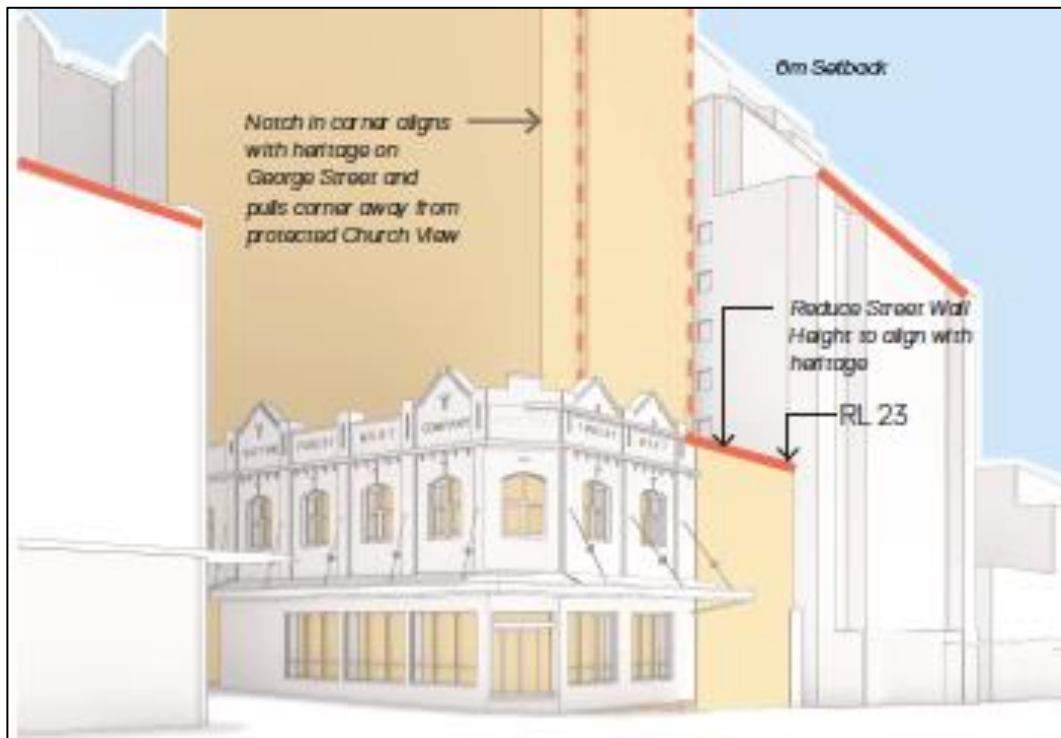 6m Setback
Notch in corner aligns
with heritage on
George Street and
pulls corner away from
protected Church View
Reduce Street Wall
Height to align with
heritage
RL 23